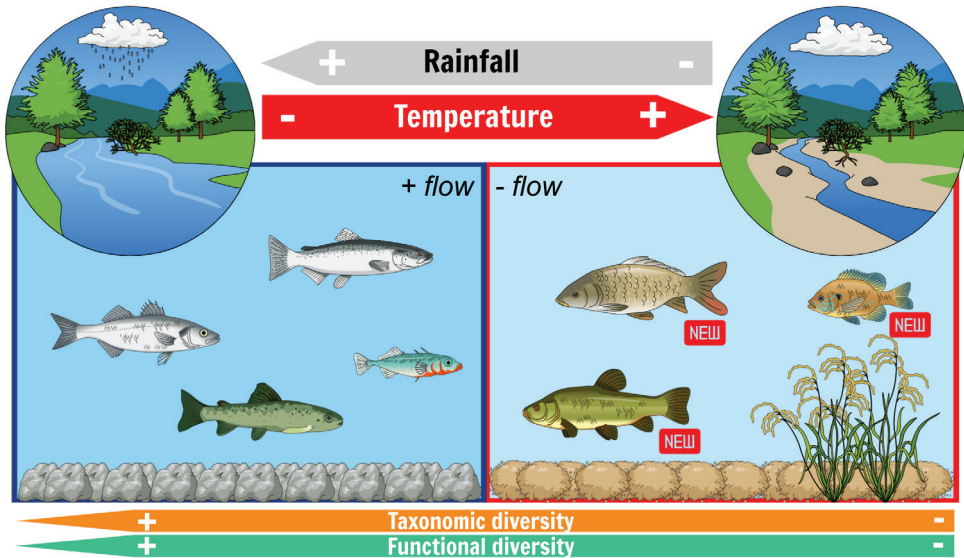 + Rainfall -
- Temperature +
+ flow
- flow
NEW
NEW
NEW
+ Taxonomic diversity -
+ Functional diversity -